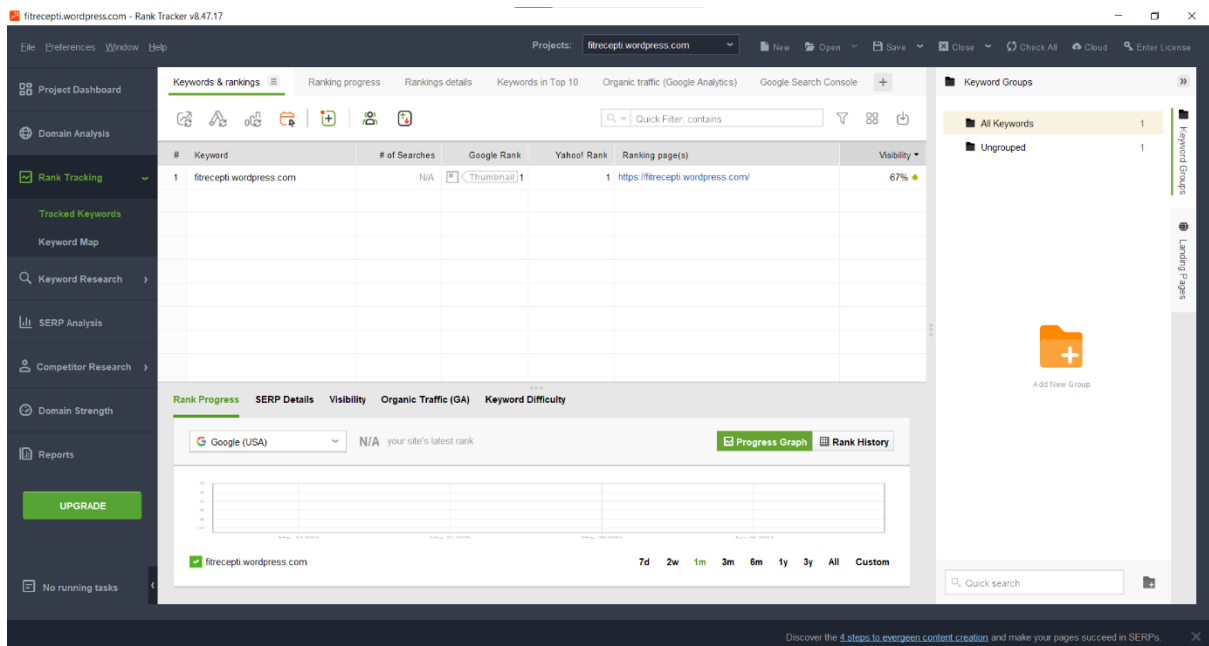 fitrecepti.wordpress.com - Rank Tracker v8.47.17
File Preferences Window Help
Projects: fitrecepti.wordpress.com New Open Save Close Check All Cloud Enter License
Project Dashboard
Domain Analysis
Rank Tracking
Tracked Keywords
Keyword Map
Keyword Research
SERP Analysis
Competitor Research
Domain Strength
Reports
UPGRADE
No running tasks
Keywords & rankings Ranking progress Rankings details Keywords in Top 10 Organic traffic (Google Analytics) Google Search Console
Quick Filter: contains
# Keyword # of Searches Google Rank Yahoo! Rank Ranking page(s) Visibility
1 fitrecepti.wordpress.com N/A Thumbnail 1 1 https://fitrecepti.wordpress.com/ 67%
Rank Progress SERP Details Visibility Organic Traffic (GA) Keyword Difficulty
Google (USA) N/A your site's latest rank Progress Graph Rank History
fitrecepti.wordpress.com 7d 2w 1m 3m 6m 1y 3y All Custom
Keyword Groups
All Keywords 1
Ungrouped 1
Add New Group
Quick search
Keyword Groups
Landing Pages
Discover the 4 steps to evergeen content creation and make your pages succeed in SERPs.